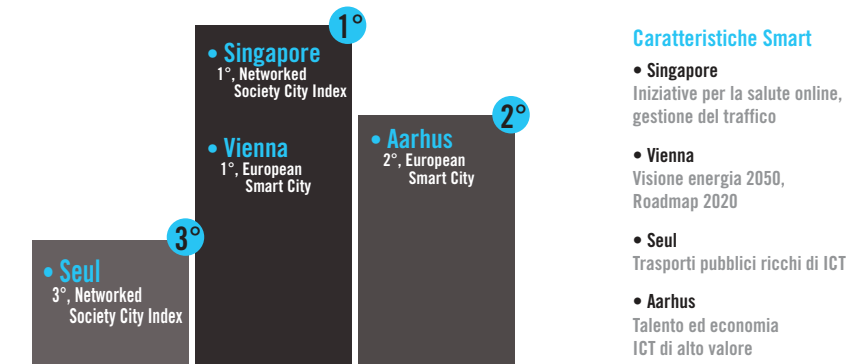 1°
• Singapore
1°, Networked
Society City Index
• Vienna
1°, European
Smart City
2°
• Aarhus
2°, European
Smart City
3°
• Seul
3°, Networked
Society City Index
Caratteristiche Smart
• Singapore
Iniziative per la salute online,
gestione del traffico
• Vienna
Visione energia 2050,
Roadmap 2020
• Seul
Trasporti pubblici ricchi di ICT
• Aarhus
Talento ed economia
ICT di alto valore